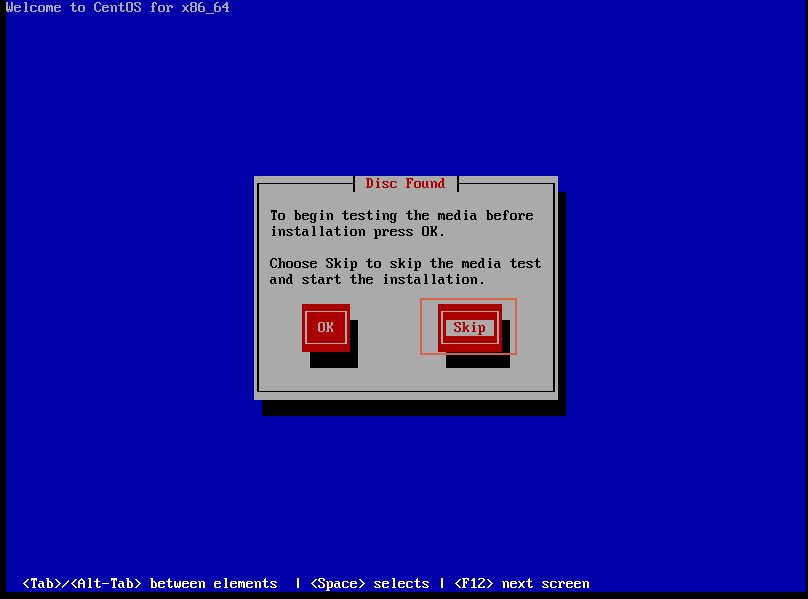 Welcome to CentOS for x86_64
Disc Found
To begin testing the media before
installation press OK.
Choose Skip to skip the media test
and start the installation.
OK Skip
<Tab>/<Alt-Tab> between elements | <Space> selects | <F12> next screen